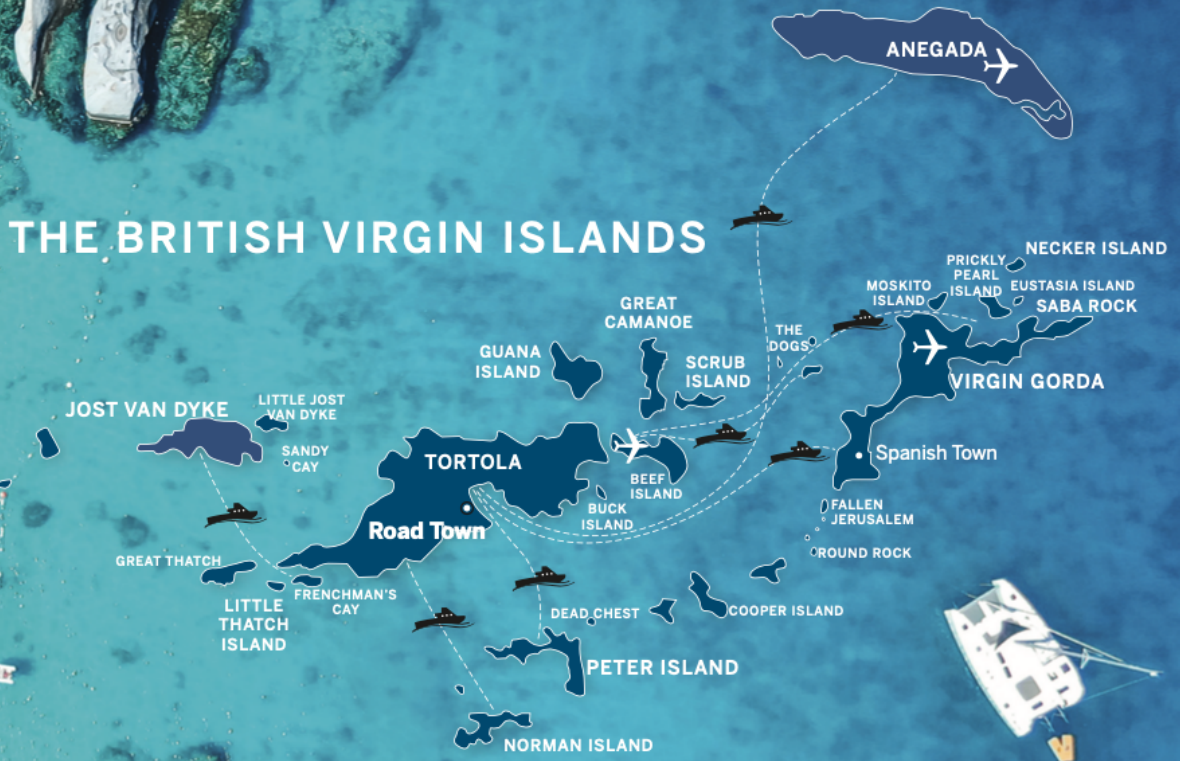 ANEGADA
THE BRITISH VIRGIN ISLANDS
NECKER ISLAND
PRICKLY
PEARL
ISLAND
MOSKITO
ISLAND
EUSTASIA ISLAND
SABA ROCK
GREAT
CAMANOE
THE
DOGS
GUANA
ISLAND
SCRUB
ISLAND
VIRGIN GORDA
JOST VAN DYKE
LITTLE JOST
VAN DYKE
SANDY
CAY
TORTOLA
Spanish Town
BEEF
ISLAND
BUCK
ISLAND
Road Town
FALLEN
JERUSALEM
ROUND ROCK
GREAT THATCH
FRENCHMAN'S
CAY
LITTLE
THATCH
ISLAND
DEAD CHEST
COOPER ISLAND
PETER ISLAND
NORMAN ISLAND